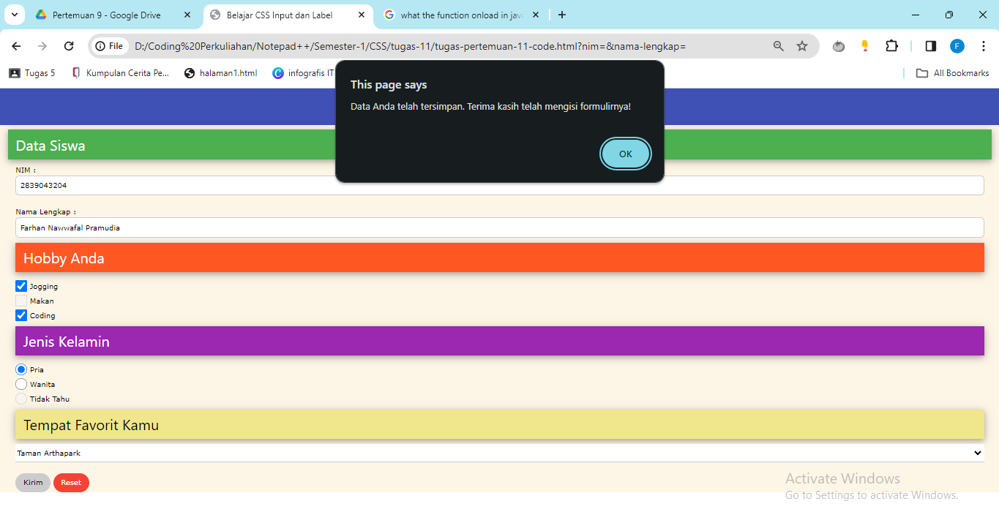 Pertemuan 9 - Google Drive
Belajar CSS Input dan Label
what the function onload in jav
File
D:/Coding%20Perkuliahan/Notepad++/Semester-1/CSS/tugas-11/tugas-pertemuan-11-code.html?nim=&nama-lengkap=
F
Tugas 5
Kumpulan Cerita Pe...
halaman1.html
infografis IT
All Bookmarks
This page says
Data Anda telah tersimpan. Terima kasih telah mengisi formulirnya!
OK
Data Siswa
NIM :
2839043204
Nama Lengkap :
Farhan Nawwafal Pramudia
Hobby Anda
Jogging
Makan
Coding
Jenis Kelamin
Pria
Wanita
Tidak Tahu
Tempat Favorit Kamu
Taman Arthapark
Kirim Reset
Activate Windows
Go to Settings to activate Windows.